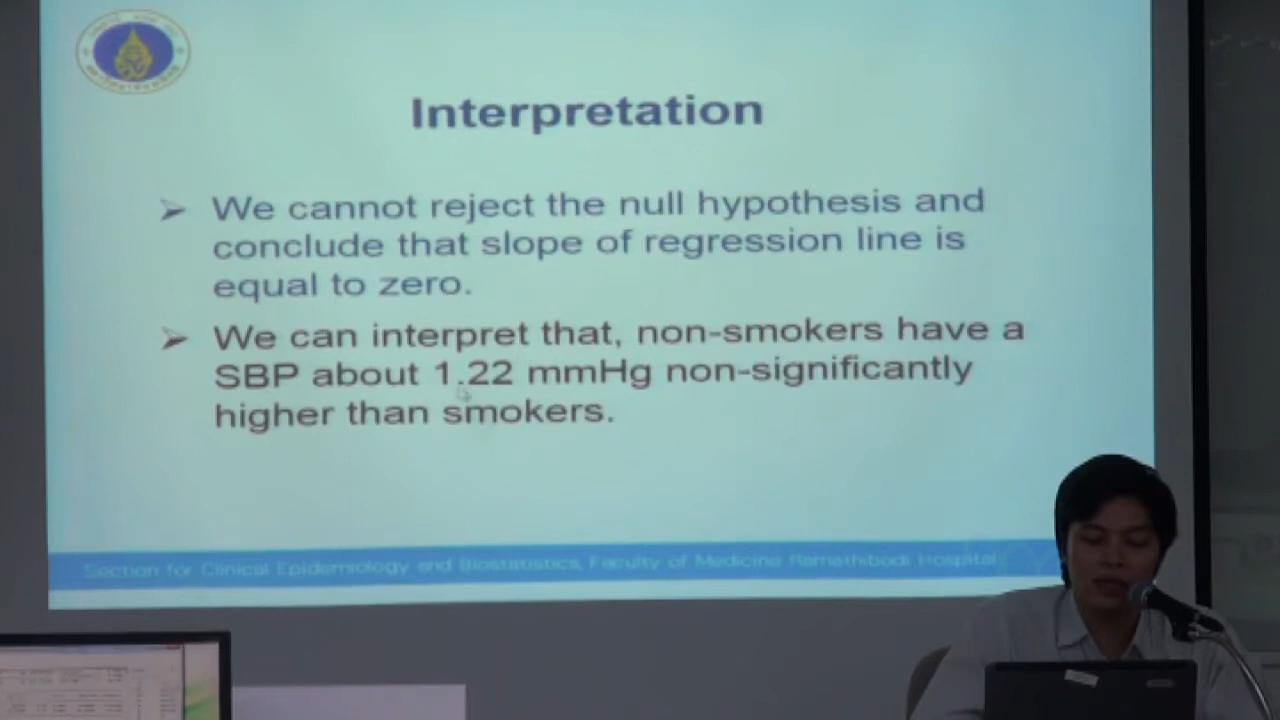 Interpretation
We cannot reject the null hypothesis and
conclude that slope of regression line is
equal to zero.
We can interpret that, non-smokers have a
SBP about 1.22 mmHg non-significantly
higher than smokers.
Section for Clinical Epidemiology and Biostatistics, Faculty of Medicine Ramathibodi Hospital